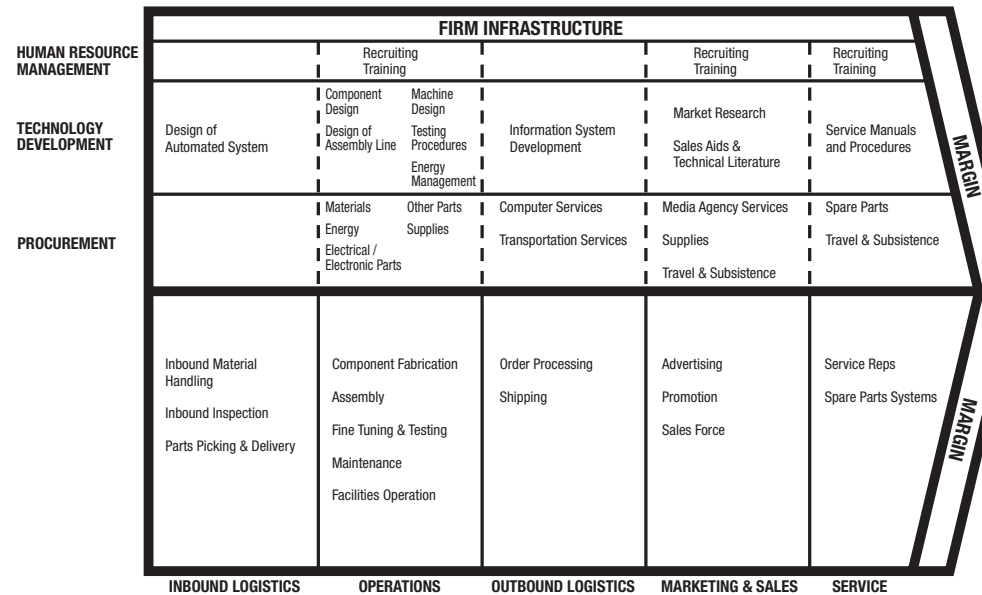 FIRM INFRASTRUCTURE
HUMAN RESOURCE
MANAGEMENT
Recruiting
Training
Recruiting
Training
Recruiting
Training
TECHNOLOGY
DEVELOPMENT
Design of
Automated System
Component
Design
Design of
Assembly Line
Machine
Design
Testing
Procedures
Energy
Management
Information System
Development
Market Research
Sales Aids &
Technical Literature
Service Manuals
and Procedures
MARGIN
PROCUREMENT
Materials
Energy
Electrical /
Electronic Parts
Other Parts
Supplies
Computer Services
Transportation Services
Media Agency Services
Supplies
Travel & Subsistence
Spare Parts
Travel & Subsistence
Inbound Material
Handling
Inbound Inspection
Parts Picking & Delivery
Component Fabrication
Assembly
Fine Tuning & Testing
Maintenance
Facilities Operation
Order Processing
Shipping
Advertising
Promotion
Sales Force
Service Reps
Spare Parts Systems
MARGIN
INBOUND LOGISTICS
OPERATIONS
OUTBOUND LOGISTICS
MARKETING & SALES
SERVICE